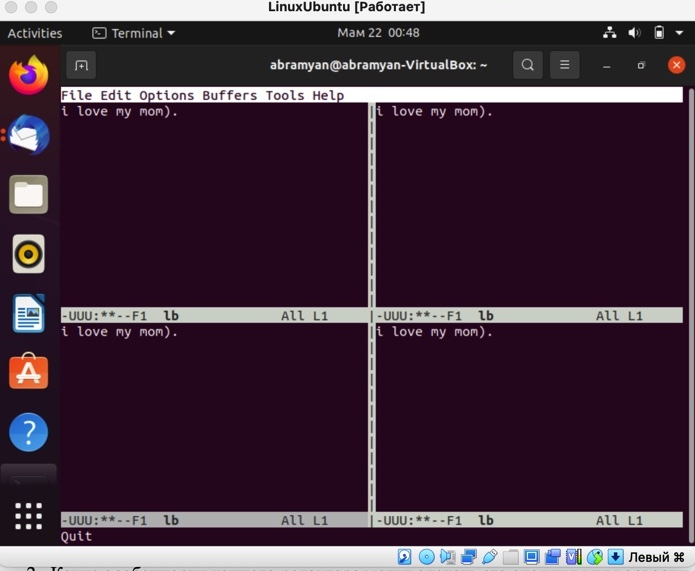 LinuxUbuntu [Работает]
Activities Terminal Мам 22 00:48
abramyan@abramyan-VirtualBox: ~
File Edit Options Buffers Tools Help
i love my mom). i love my mom).
-UUU:**--F1 lb All L1 -UUU:**--F1 lb All L1
i love my mom). i love my mom).
-UUU:**--F1 lb All L1 -UUU:**--F1 lb All L1
Quit
Левый ⌘